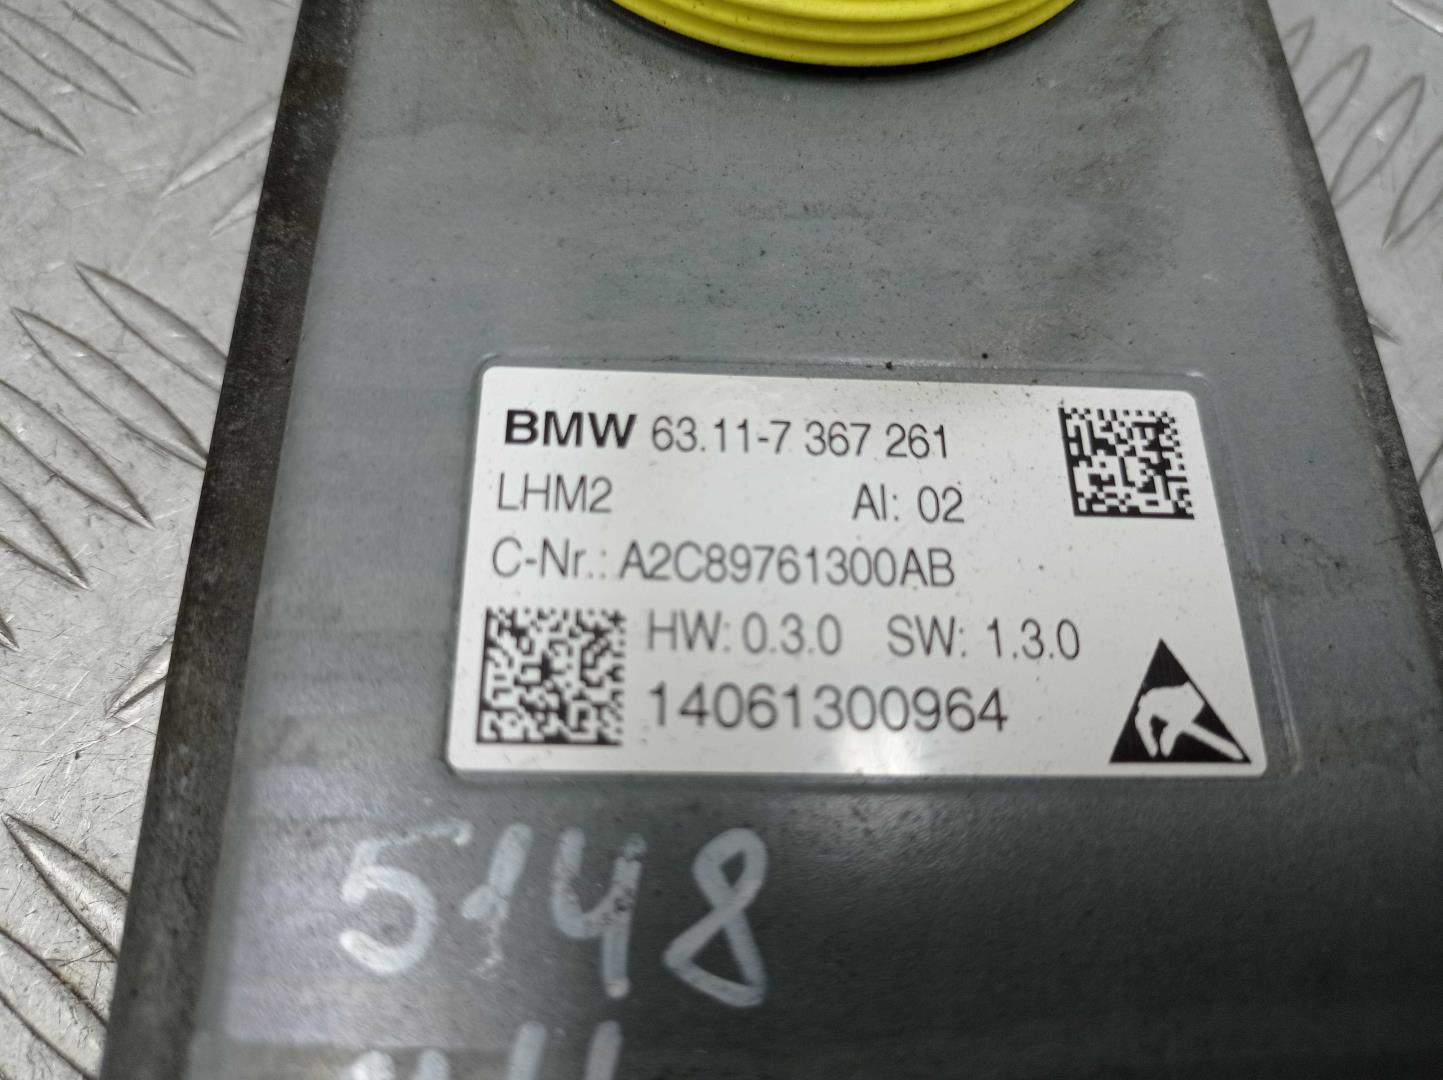 BMW 63.11-7 367 261
LHM2 AI: 02
C-Nr.: A2C89761300AB
HW: 0.3.0 SW: 1.3.0
14061300964
5148